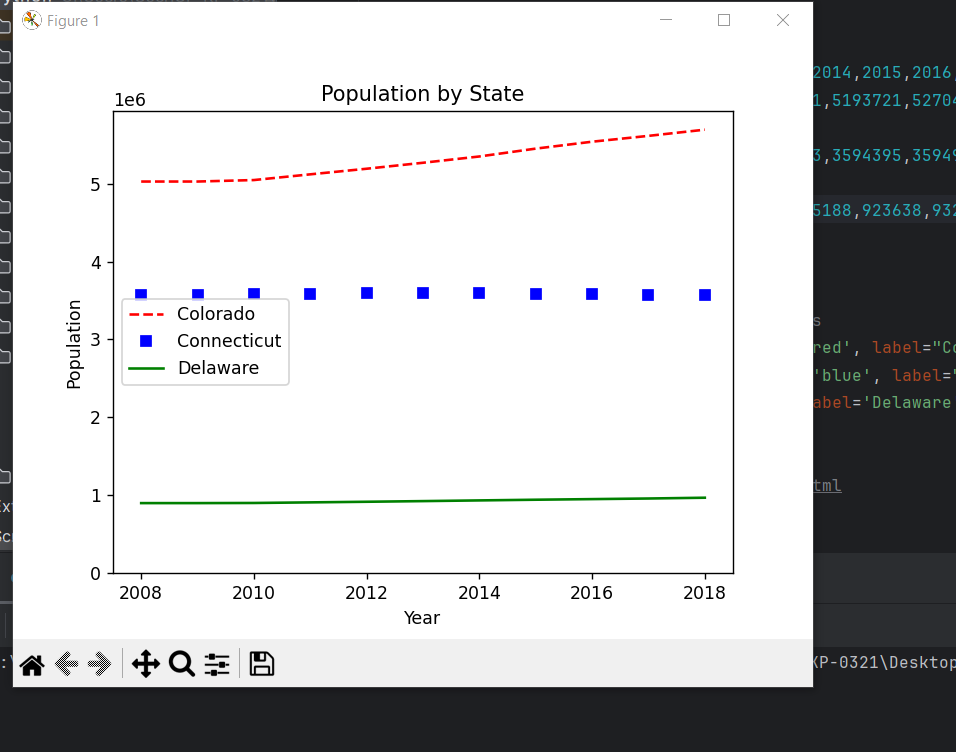 Figure 1
2014,2015,2016,
Population by State
1e6
1,5193721,52704
5
3,3594395,35949
5188,923638,932
4
Colorado
s
3
Connecticut
red', label="Co
Population
Delaware
'blue', label="
abel='Delaware
2
tml
1
0
2008
2010
2012
2014
2016
2018
Year
XP-0321\Desktop